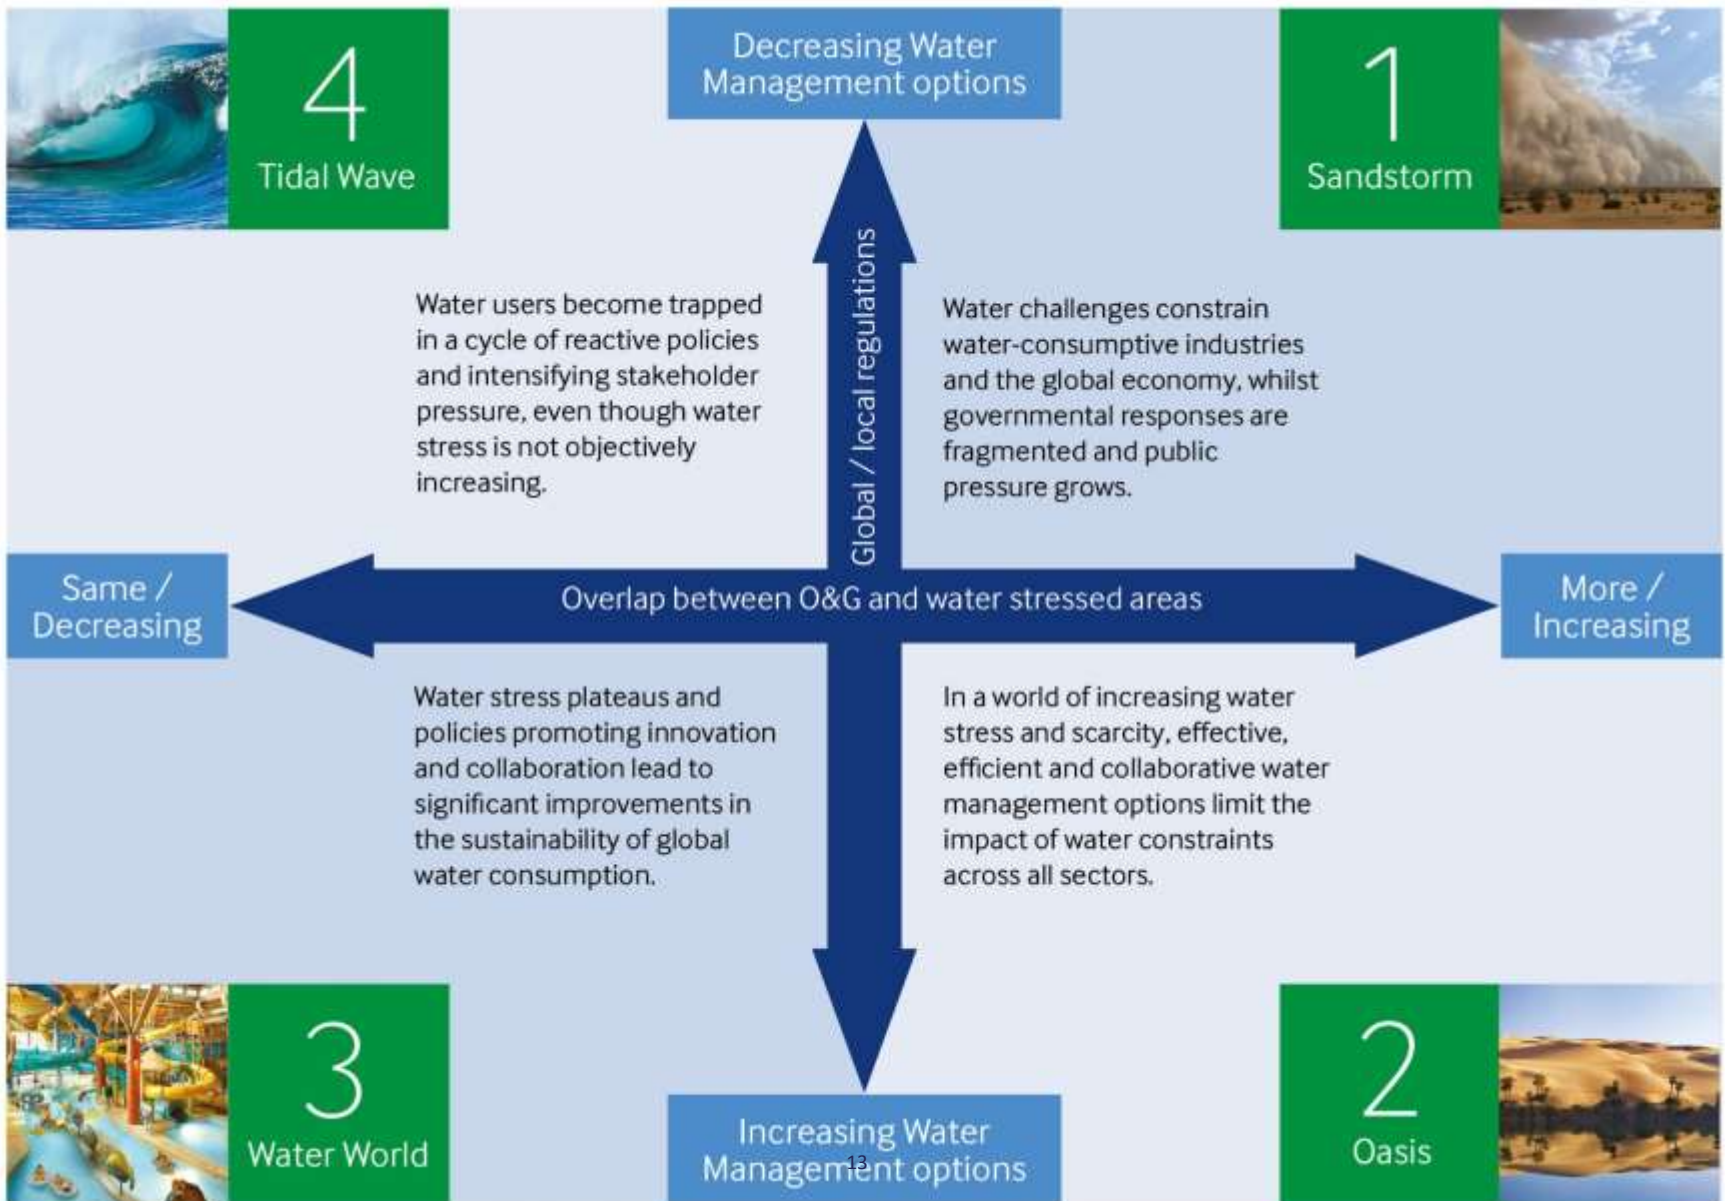 4
Tidal Wave
Decreasing Water
Management options
1
Sandstorm
Water users become trapped
in a cycle of reactive policies
and intensifying stakeholder
pressure, even though water
stress is not objectively
increasing.
Global / local regulations
Water challenges constrain
water-consumptive industries
and the global economy, whilst
governmental responses are
fragmented and public
pressure grows.
Same /
Decreasing
Overlap between O&G and water stressed areas
More /
Increasing
Water stress plateaus and
policies promoting innovation
and collaboration lead to
significant improvements in
the sustainability of global
water consumption.
In a world of increasing water
stress and scarcity, effective,
efficient and collaborative water
management options limit the
impact of water constraints
across all sectors.
3
Water World
Increasing Water
Management options
13
2
Oasis